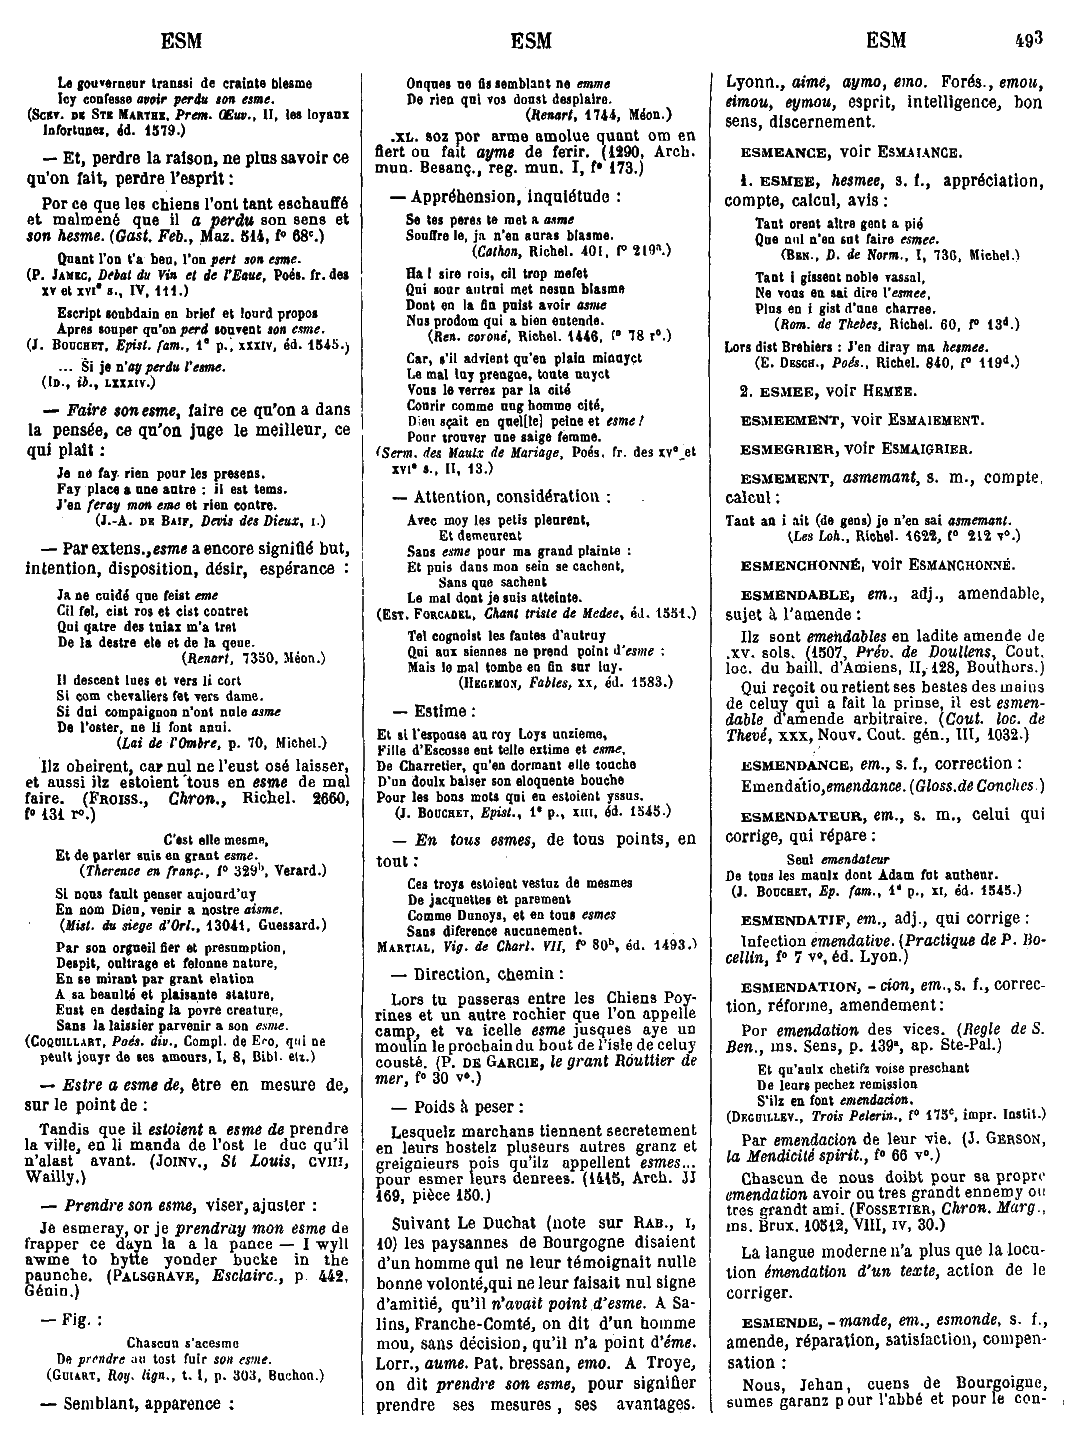 ESM
ESM
ESM 493
Le gouverneur transsi de crainte blesme
Icy confesse avoir perdu son esme.
(SCEV. DE STE MARTHE, Prem. Œuv., II, les loyaux
infortunez, éd. 1579.)
— Et, perdre la raison, ne plus savoir ce
qu'on fait, perdre l'esprit :
Por ce que les chiens l'ont tant eschauffé
et malmené que il a perdu son sens et
son hesme. (Gast. Feb., Maz. 514, f° 68c.)
Quant l'on t'a beu, l'on pert son esme.
(P. JAMEC, Debat du Vin et de l'Eaue, Poés. fr. des
xv et xvie s., IV, 111.)
Escript soubdain en brief et lourd propos
Apres souper qu'on perd souvent son esme.
(J. BOUCHET, Epist. fam., 1e p., XXXIV, éd. 1545.)
... Si je n'ay perdu l'esme.
(ID., ib., LXXXIV.)
— Faire son esme, faire ce qu'on a dans
la pensée, ce qu'on juge le meilleur, ce
qui plaît :
Je ne fay rien pour les presens.
Fay place a une autre : il est tems.
J'en feray mon eme et rien contre.
(J.-A. DE BAIF, Devis des Dieux, I.)
— Par extens., esme a encore signifié but,
intention, disposition, désir, espérance :
Ja ne cuidé que feist eme
Cil fel, cist ros et cist contret
Qui qatre des tuiax m'a tret
De la destre ele et de la qeue.
(Renart, 7350, Méon.)
Il descent lues et vers li cort
Si com chevaliers fet vers dame.
Si dui compaignon n'ont nule asme
De l'oster, ne li font anui.
(Lai de l'Ombre, p. 70, Michel.)
Ilz obeirent, car nul ne l'eust osé laisser,
et aussi ilz estoient tous en esme de mal
faire. (FROISS., Chron., Richel. 2660,
f° 131 r°.)
C'est elle mesme,
Et de parler suis en grant esme.
(Therence en franç., f° 329b, Verard.)
Si nous fault penser aujourd'uy
En nom Dieu, venir a nostre aisme.
(Mist. du siege d'Orl., 13041, Guessard.)
Par son orgueil fier et presumption,
Despit, oultrage et felonne nature,
En se mirant par grant elation
A sa beaulté et plaisante stature,
Eust en desdaing la povre creature,
Sans la laissier parvenir a son esme.
(COQUILLART, Poés. div., Compl. de Eco, qui ne
peult jouyr de ses amours, I, 8, Bibl. elz.)
— Estre a esme de, être en mesure de,
sur le point de :
Tandis que il estoient a esme de prendre
la ville, en li manda de l'ost le duc qu'il
n'alast avant. (JOINV., St Louis, CVIII,
Wailly.)
— Prendre son esme, viser, ajuster :
Je esmeray, or je prendray mon esme de
frapper ce dayn la a la pance — I wyll
awme to hytte yonder bucke in the
paunche. (PALSGRAVE, Esclairc., p. 442,
Génin.)
— Fig. :
Chascun s'acesme
De prendre au tost fuir son esme.
(GUIART, Roy. lign., t. I, p. 303, Buchon.)
— Semblant, apparence :
Onques ne fis semblant ne emme
De rien qui vos doust desplaire.
(Renart, 1744, Méon.)
.XL. soz por arme amolue quant om en
fiert ou fait ayme de ferir. (1290, Arch.
mun. Besanç., reg. mun. I, f° 173.)
— Appréhension, inquiétude :
Se tes peres te met a asme
Souffre le, ja n'en auras blasme.
(Cathon, Richel. 401, f° 219a.)
Ha ! sire rois, cil trop mefet
Qui sour autrui met nesun blasme
Dont en la fin puist avoir asme
Nus prodom qui a bien entende.
(Ren. coroné, Richel. 1446, f° 78 r°.)
Car, s'il advient qu'en plain minuyct
Le mal luy prengne, toute nuyct
Vous le verrez par la cité
Courir comme ung homme cité,
Dieu sçait en quel[le] peine et esme !
Pour trouver une saige femme.
(Serm. des Maulx de Mariage, Poés. fr. des xve et
xvie s., II, 13.)
— Attention, considération :
Avec moy les petis pleurent,
Et demeurent
Sans esme pour ma grand plainte :
Et puis dans mon sein se cachent,
Sans que sachent
Le mal dont je suis atteinte.
(EST. FORCADEL, Chant triste de Medee, éd. 1551.)
Tel cognoist les fautes d'autruy
Qui aux siennes ne prend point d'esme :
Mais le mal tombe en fin sur luy.
(HEGEMON, Fables, XX, éd. 1583.)
— Estime :
Et si l'espouse au roy Loys unzieme,
Fille d'Escosse eut telle extime et esme,
De Charretier, qu'en dormant elle touche
D'un doulx baiser son eloquente bouche
Pour les bons mots qui en estoient yssus.
(J. BOUCHET, Epist., 1e p., XIII, éd. 1545.)
— En tous esmes, de tous points, en
tout :
Ces troys estoient vestuz de mesmes
De jacquettes et parement
Comme Dunoys, et en tous esmes
Sans diference aucunement.
MARTIAL, Vig. de Charl. VII, f° 80b, éd. 1493.)
— Direction, chemin :
Lors tu passeras entre les Chiens Poy-
rines et un autre rochier que l'on appelle
camp, et va icelle esme jusques aye un
moulin le prochain du bout de l'isle de celuy
cousté. (P. DE GARCIE, le grant Routtier de
mer, f° 30 v°.)
— Poids à peser :
Lesquelz marchans tiennent secretement
en leurs bostelz pluseurs autres granz et
greignieurs pois qu'ilz appellent esmes...
pour esmer leurs denrees. (1415, Arch. JJ
169, pièce 150.)
Suivant Le Duchat (note sur RAB., I,
10) les paysannes de Bourgogne disaient
d'un homme qui ne leur témoignait nulle
bonne volonté, qui ne leur faisait nul signe
d'amitié, qu'il n'avait point d'esme. A Sa-
lins, Franche-Comté, on dit d'un homme
mou, sans décision, qu'il n'a point d'éme.
Lorr., aume. Pat. bressan, emo. A Troye,
on dit prendre son esme, pour signifier
prendre ses mesures, ses avantages.
Lyonn., aime, aymo, emo. Forés., emou,
eimou, eymou, esprit, intelligence, bon
sens, discernement.
ESMEANCE, voir ESMAIANCE.
1. ESMEE, hesmee, s. f., appréciation,
compte, calcul, avis :
Tant orent altre gent a pié
Que nul n'en sot faire esmee.
(BEN., D. de Norm., I, 736, Michel.)
Tant i gissent noble vassal,
Ne vous en sai dire l'esmee,
Plus en i gist d'une charree.
(Rom. de Thebes, Richel. 60, f° 13d.)
Lors dist Brehiers : J'en diray ma hesmee.
(E. DESCH., Poés., Richel. 840, f° 119d.)
2. ESMEE, voir HEMÉE.
ESMEEMENT, voir ESMAIEMENT.
ESMEGRIER, voir ESMAIGRIER.
ESMEMENT, asmemant, s. m., compte,
calcul :
Tant an i ait (de gens) je n'en sai asmemant.
(Les Loh., Richel. 1622, f° 212 v°.)
ESMENCHONNÉ, voir ESMANCHONNÉ.
ESMENDABLE, em., adj., amendable,
sujet à l'amende :
Ilz sont emendables en ladite amende de
.xv. sols. (1507, Prév. de Doullens, Cout.
loc. du baill. d'Amiens, II, 128, Bouthors.)
Qui reçoit ou retient ses bestes des mains
de celuy qui a fait la prinse, il est esmen-
dable d'amende arbitraire. (Cout. loc. de
Thevé, XXX, Nouv. Cout. gén., III, 1032.)
ESMENDANCE, em., s. f., correction :
Emendatio, emendance. (Gloss. de Conches.)
ESMENDATEUR, em., s. m., celui qui
corrige, qui répare :
Seul emendateur
De tous les maulx dont Adam fut autheur.
(J. BOUCHET, Ep. fam., 1e p., XI, éd. 1545.)
ESMENDATIF, em., adj., qui corrige :
Infection emendative. (Practique de P. Bo-
cellin, f° 7 v°, éd. Lyon.)
ESMENDATION, - cion, em., s. f., correc-
tion, réforme, amendement :
Por emendation des vices. (Regle de S.
Ben., ms. Sens, p. 139a, ap. Ste-Pal.)
Et qu'aulx chetifz voise preschant
De leurs pechez remission
S'ilz en font emendacion.
(DEGUILLEV., Trois Pelerin., f° 175c, impr. Instit.)
Par emendacion de leur vie. (J. GERSON,
la Mendicité spirit., f° 66 v°.)
Chascun de nous doibt pour sa propre
emendation avoir ou tres grandt ennemy ou
tres grandt ami. (FOSSETIER, Chron. Marg.,
ms. Brux. 10512, VIII, IV, 30.)
La langue moderne n'a plus que la locu-
tion émendation d'un texte, action de le
corriger.
ESMENDE, - mande, em., esmonde, s. f.,
amende, réparation, satisfaction, compen-
sation :
Nous, Jehan, cuens de Bourgoigue,
sumes garanz pour l'abbé et pour le con-